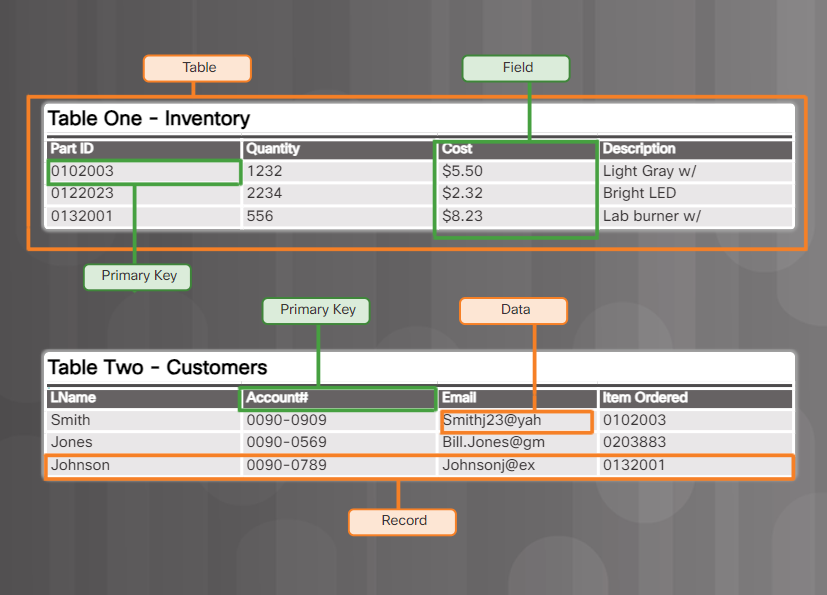 Table
Field
Table One - Inventory
Part ID Quantity Cost Description
0102003 1232 $5.50 Light Gray w/
0122023 2234 $2.32 Bright LED
0132001 556 $8.23 Lab burner w/
Primary Key
Primary Key
Data
Table Two - Customers
LName Account# Email Item Ordered
Smith 0090-0909 Smithj23@yah 0102003
Jones 0090-0569 Bill.Jones@gm 0203883
Johnson 0090-0789 Johnsonj@ex 0132001
Record